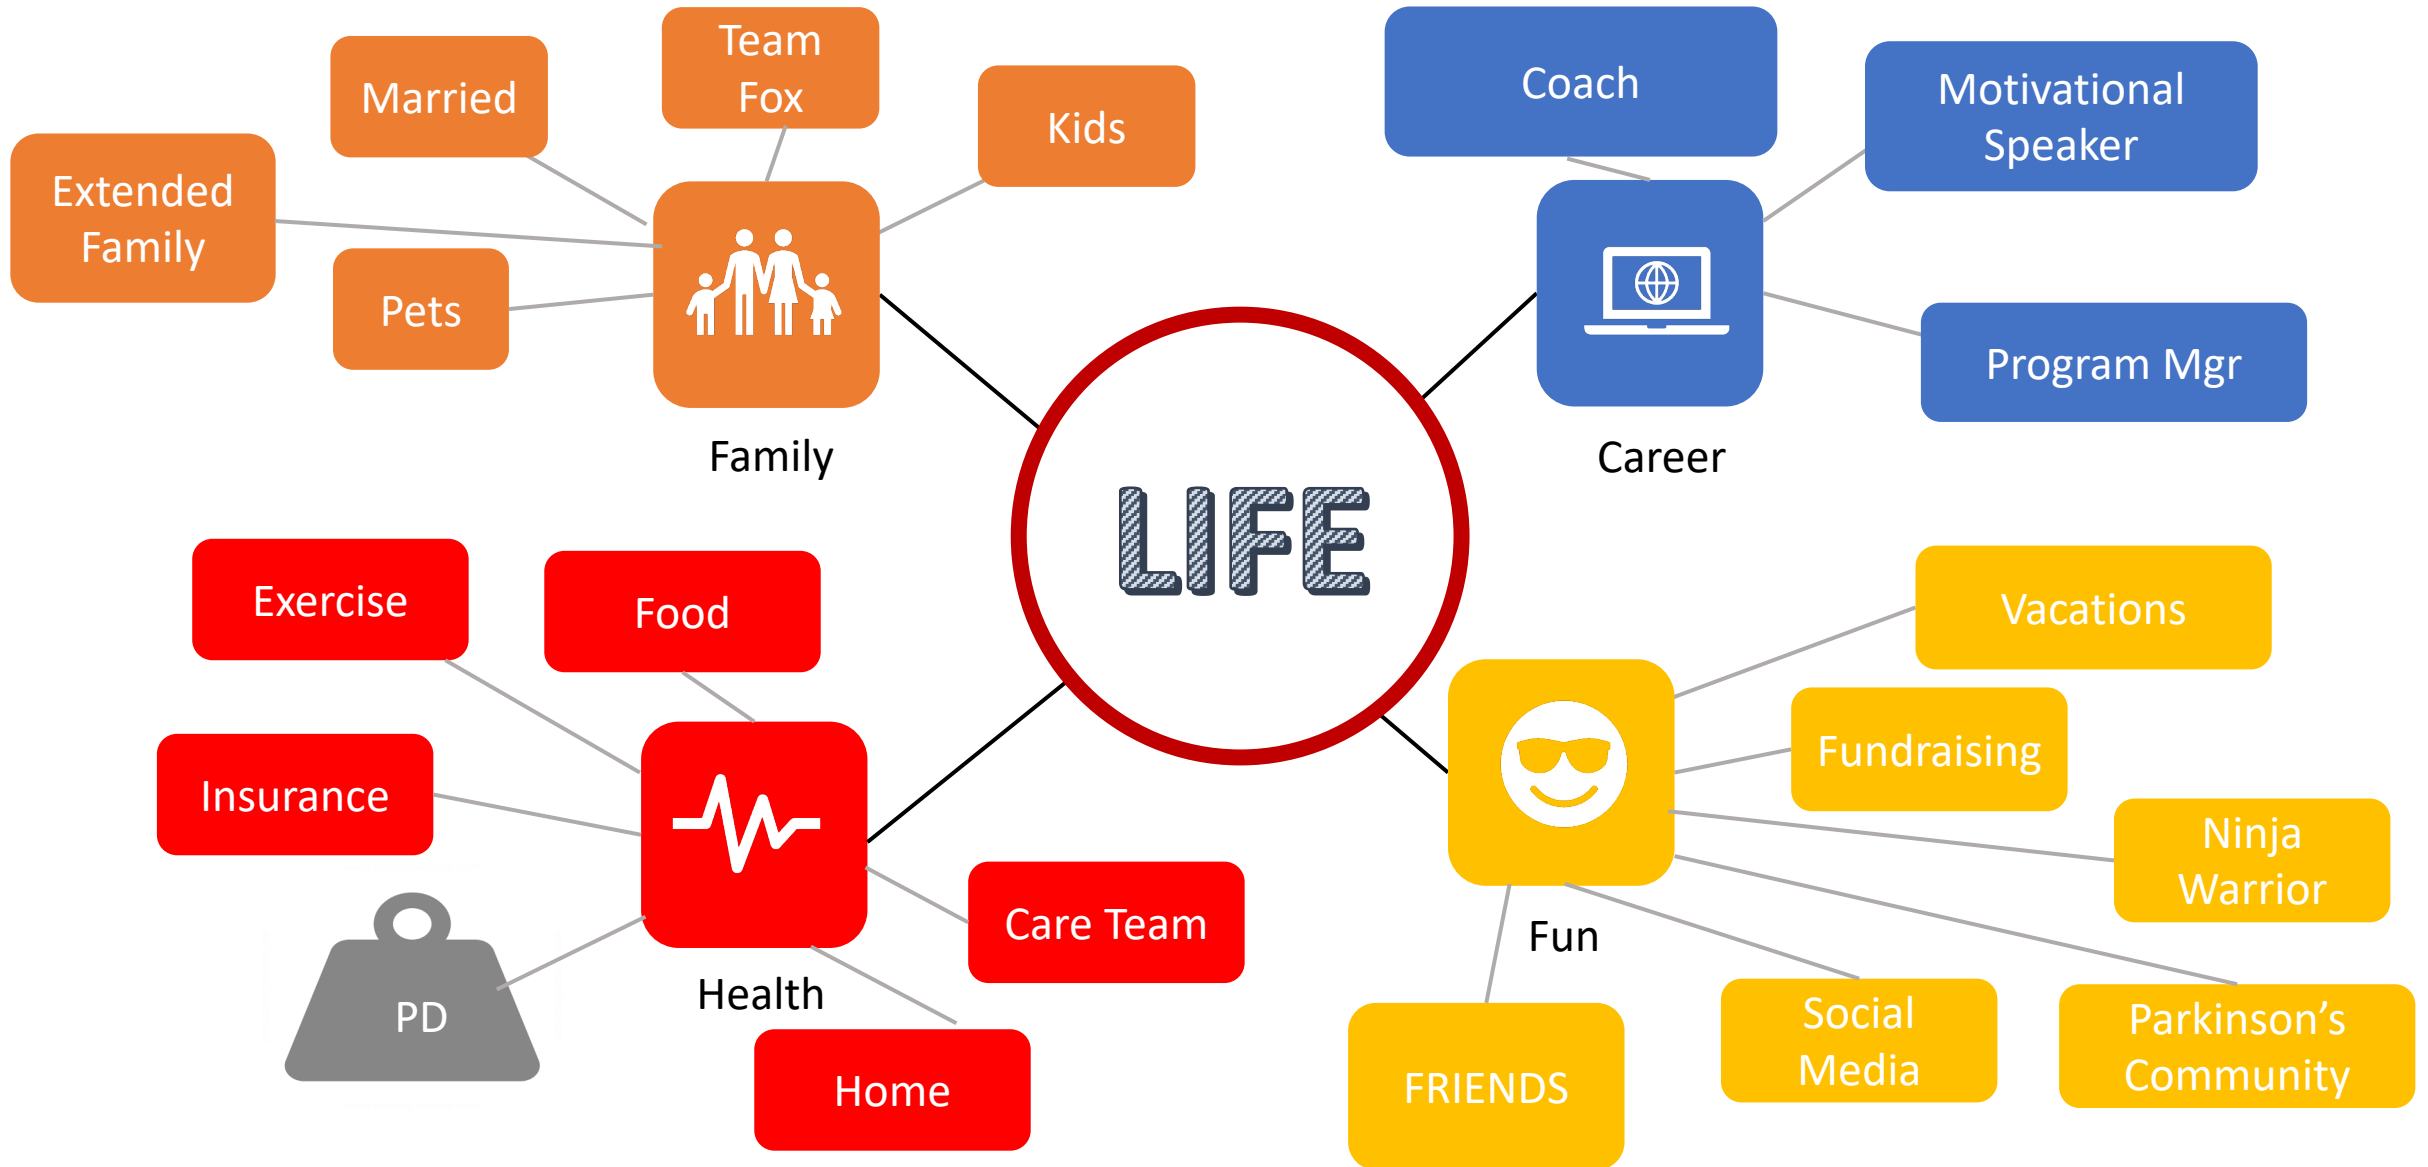 Team
Fox
Married
Kids
Extended
Family
Pets
Family
Coach
Motivational
Speaker
Program Mgr
Career
LIFE
Exercise
Food
Insurance
PD
Care Team
Health
Home
Vacations
Fundraising
Ninja
Warrior
Fun
Social
Media
Parkinson’s
Community
FRIENDS